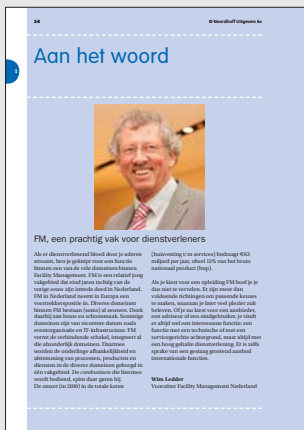 16
© Noordhoff Uitgevers bv
Aan het woord
1
FM, een prachtig vak voor dienstverleners
Als er dienstverlenend bloed door je aderen
stroomt, ben je geknipt voor een functie
binnen een van de vele domeinen binnen
Facility Management. FM is een relatief jong
vakgebied dat eind jaren tachtig van de
vorige eeuw zijn intrede deed in Nederland.
FM in Nederland neemt in Europa een
voortrekkerspositie in. Diverse domeinen
binnen FM bestaan (soms) al eeuwen. Denk
daarbij aan bouw en schoonmaak. Sommige
domeinen zijn van recentere datum zoals
eventorganisatie en IT-infrastructuur. FM
vormt de verbindende schakel, integreert al
die afzonderlijk domeinen. Daarmee
worden de onderlinge afhankelijkheid en
afstemming van processen, producten en
diensten in de diverse domeinen geborgd in
één vakgebied. De corebusiness die hiermee
wordt bediend, spint daar garen bij.
De omzet (in 2010) in de totale keten
(huisvesting t/m services) bedraagt €63
miljard per jaar, ofwel 13% van het bruto
nationaal product (bnp).
Als je kiest voor een opleiding FM hoef je je
dus niet te vervelen. Er zijn meer dan
voldoende richtingen om passende keuzes
te maken, waaraan je later veel plezier zult
beleven. Of je nu kiest voor een aanbieder,
een adviseur of een eindgebruiker, je vindt
er altijd wel een interessante functie: een
functie met een technische of met een
servicegerichte achtergrond, maar altijd met
een hoog gehalte dienstverlening. Er is zelfs
sprake van een gestaag groeiend aanbod
internationale functies.
Wim Ledder
Voorzitter Facility Management Nederland